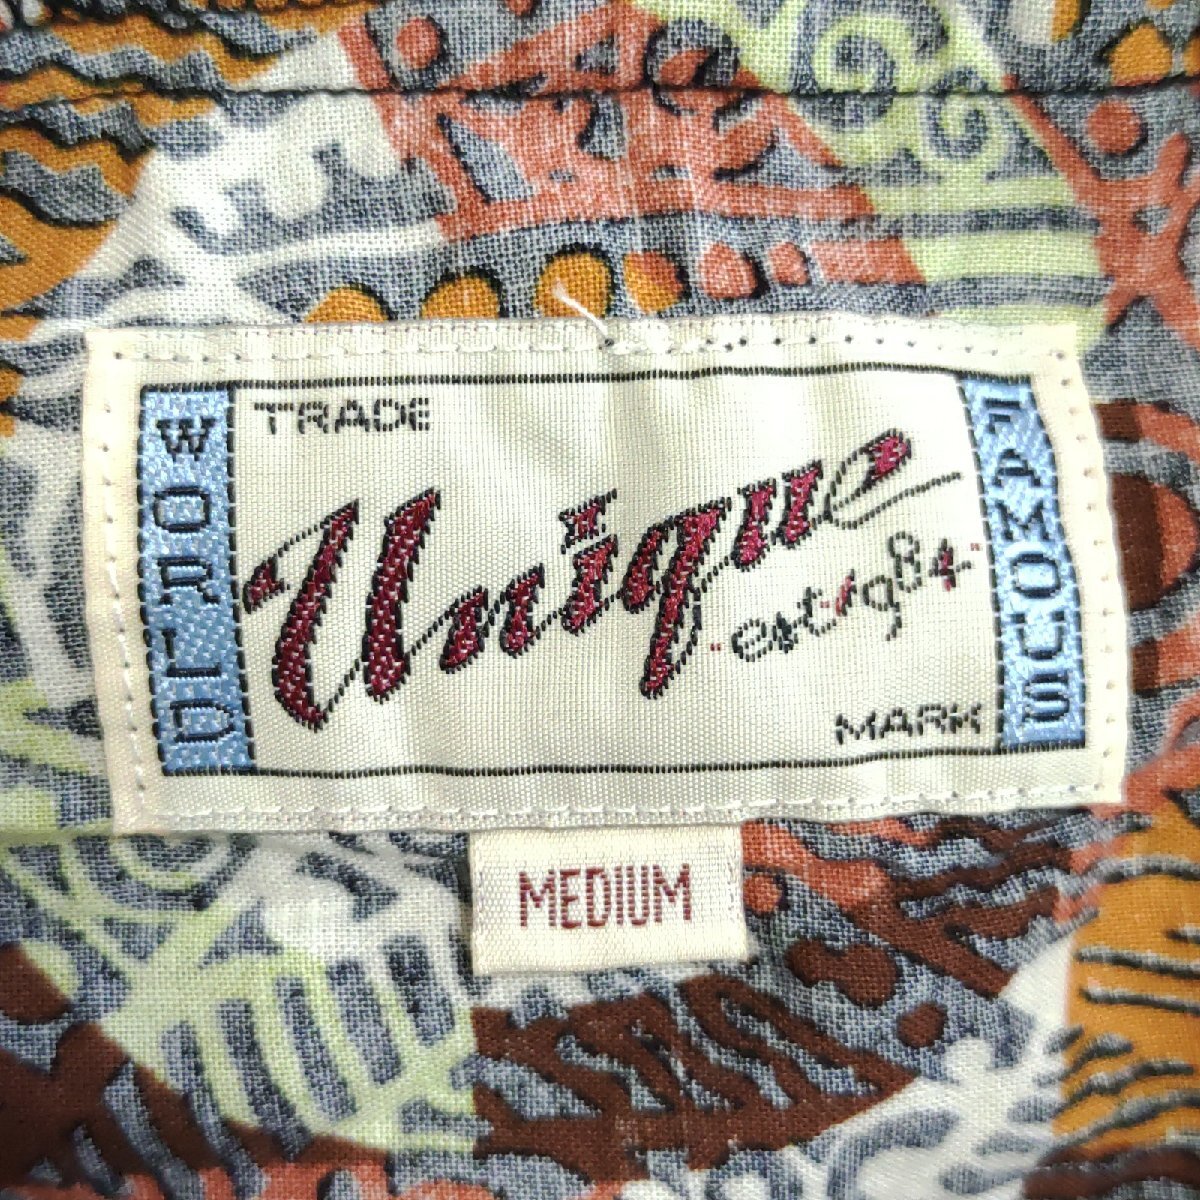 WORLD
TRADE
Unique
"est. 1984"
MARK
FAMOUS
MEDIUM